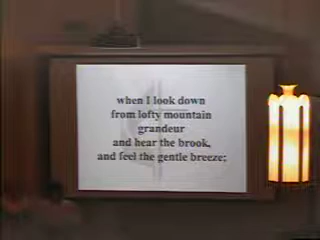 when I look down
from lofty mountain
grandeur
and hear the brook,
and feel the gentle breeze;